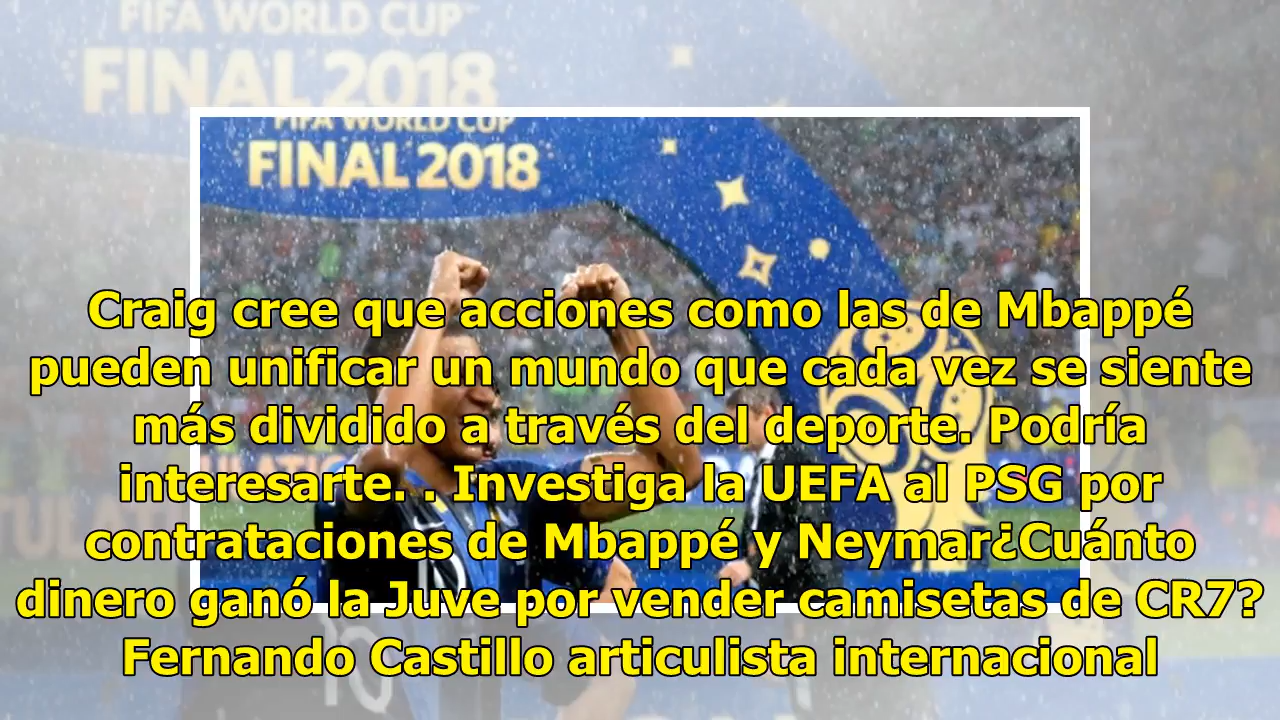 FIFA WORLD CUP
FINAL 2018
FIFA WORLD CUP
FINAL 2018
Craig cree que acciones como las de Mbappé
pueden unificar un mundo que cada vez se siente
más dividido a través del deporte. Podría
interesarte. . Investiga la UEFA al PSG por
contrataciones de Mbappé y Neymar¿Cuánto
dinero ganó la Juve por vender camisetas de CR7?
Fernando Castillo articulista internacional
10